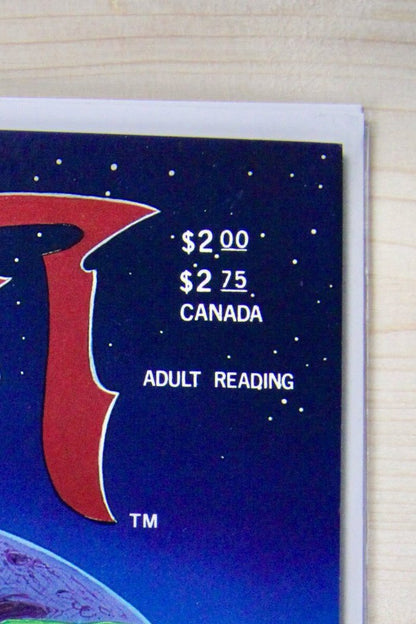 $2 00
$2 75
CANADA
ADULT READING
TM